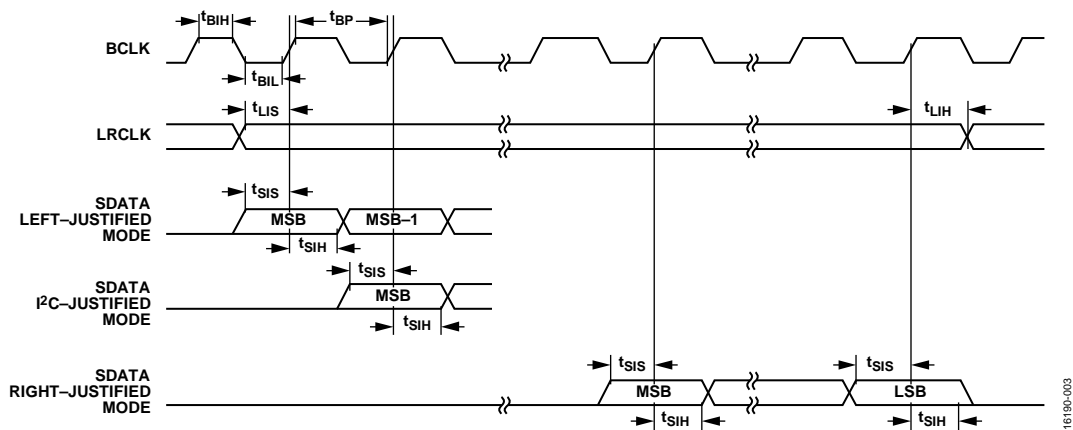 tBIH
tBP
BCLK
tBIL
tLIS
tLIH
LRCLK
tSIS
SDATA
LEFT–JUSTIFIED
MODE
MSB
MSB–1
tSIH
tSIS
SDATA
I2C–JUSTIFIED
MODE
MSB
tSIH
tSIS
tSIS
SDATA
RIGHT–JUSTIFIED
MODE
MSB
LSB
tSIH
tSIH
16190-003